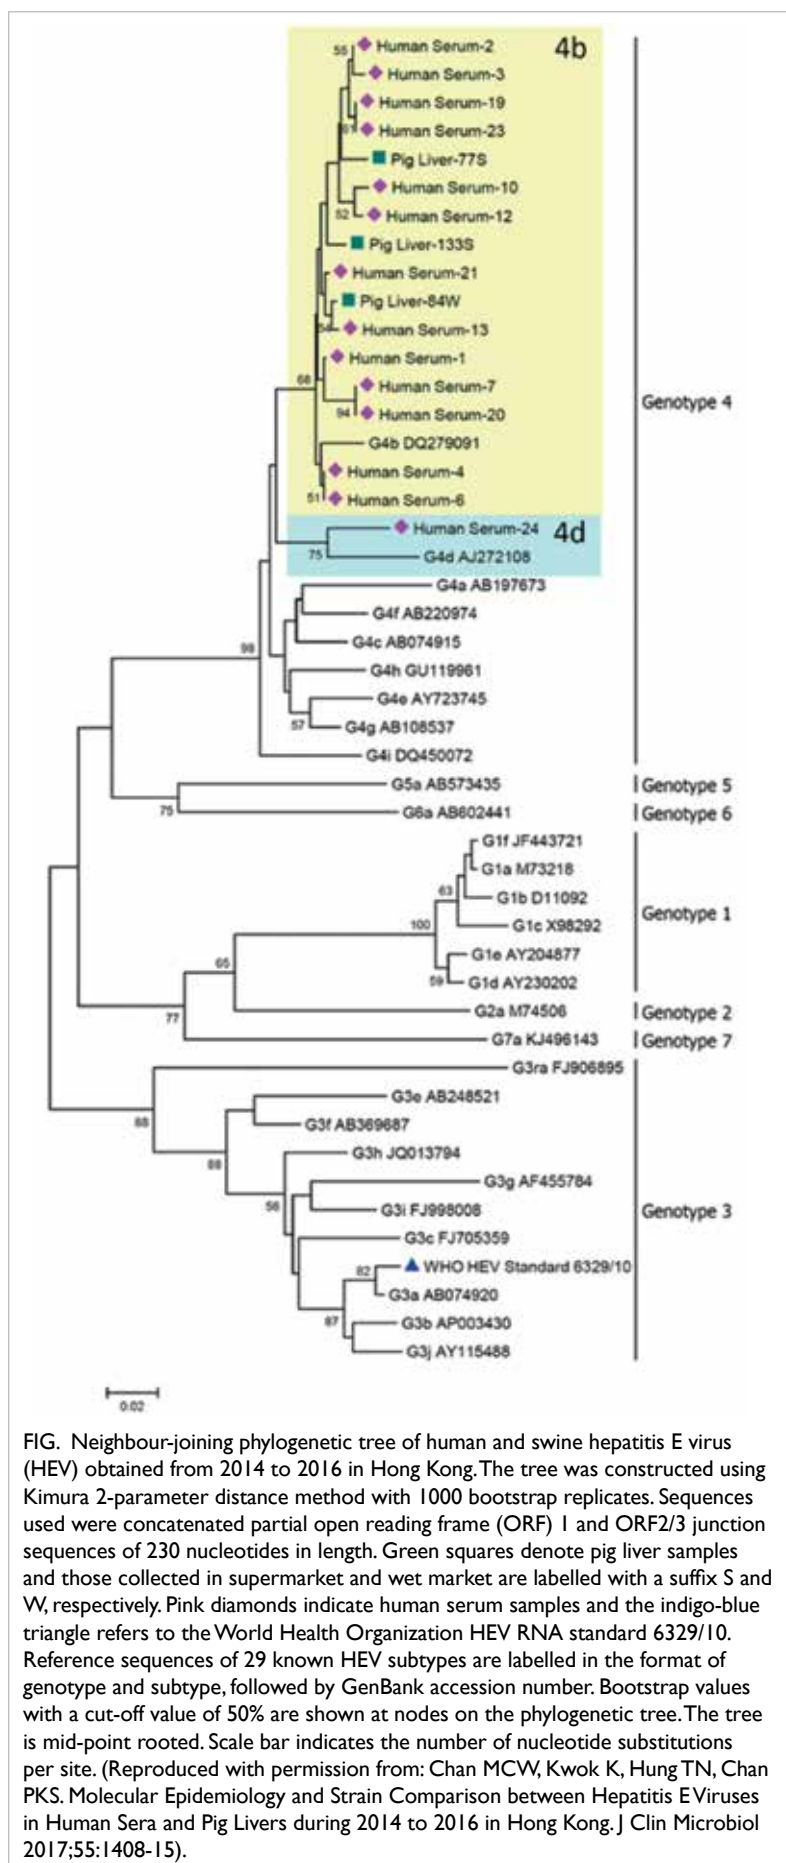 55
Human Serum-2
4b
Human Serum-3
Human Serum-19
61
Human Serum-23
Pig Liver-77S
Human Serum-10
52
Human Serum-12
Pig Liver-133S
Human Serum-21
Pig Liver-84W
54
Human Serum-13
Human Serum-1
68
Human Serum-7
Genotype 4
94
Human Serum-20
G4b DQ279091
Human Serum-4
51
Human Serum-6
Human Serum-24
4d
75
G4d AJ272108
G4a AB197673
G4f AB220974
98
G4c AB074915
G4h GU119961
G4e AY723745
57
G4g AB108537
G4i DQ450072
G5a AB573435
Genotype 5
75
G6a AB602441
Genotype 6
G1f JF443721
G1a M73218
63
G1b D11092
Genotype 1
100
G1c X98292
G1e AY204877
59
G1d AY230202
65
G2a M74506
Genotype 2
77
G7a KJ496143
Genotype 7
G3ra FJ906895
G3e AB248521
G3f AB369687
G3h JQ013794
G3g AF455784
56
G3i FJ998008
Genotype 3
G3c FJ705359
82
WHO HEV Standard 6329/10
G3a AB074920
87
G3b AP003430
G3j AY115488
0.02
FIG. Neighbour-joining phylogenetic tree of human and swine hepatitis E virus
(HEV) obtained from 2014 to 2016 in Hong Kong. The tree was constructed using
Kimura 2-parameter distance method with 1000 bootstrap replicates. Sequences
used were concatenated partial open reading frame (ORF) 1 and ORF2/3 junction
sequences of 230 nucleotides in length. Green squares denote pig liver samples
and those collected in supermarket and wet market are labelled with a suffix S and
W, respectively. Pink diamonds indicate human serum samples and the indigo-blue
triangle refers to the World Health Organization HEV RNA standard 6329/10.
Reference sequences of 29 known HEV subtypes are labelled in the format of
genotype and subtype, followed by GenBank accession number. Bootstrap values
with a cut-off value of 50% are shown at nodes on the phylogenetic tree. The tree
is mid-point rooted. Scale bar indicates the number of nucleotide substitutions
per site. (Reproduced with permission from: Chan MCW, Kwok K, Hung TN, Chan
PKS. Molecular Epidemiology and Strain Comparison between Hepatitis E Viruses
in Human Sera and Pig Livers during 2014 to 2016 in Hong Kong. J Clin Microbiol
2017;55:1408-15).